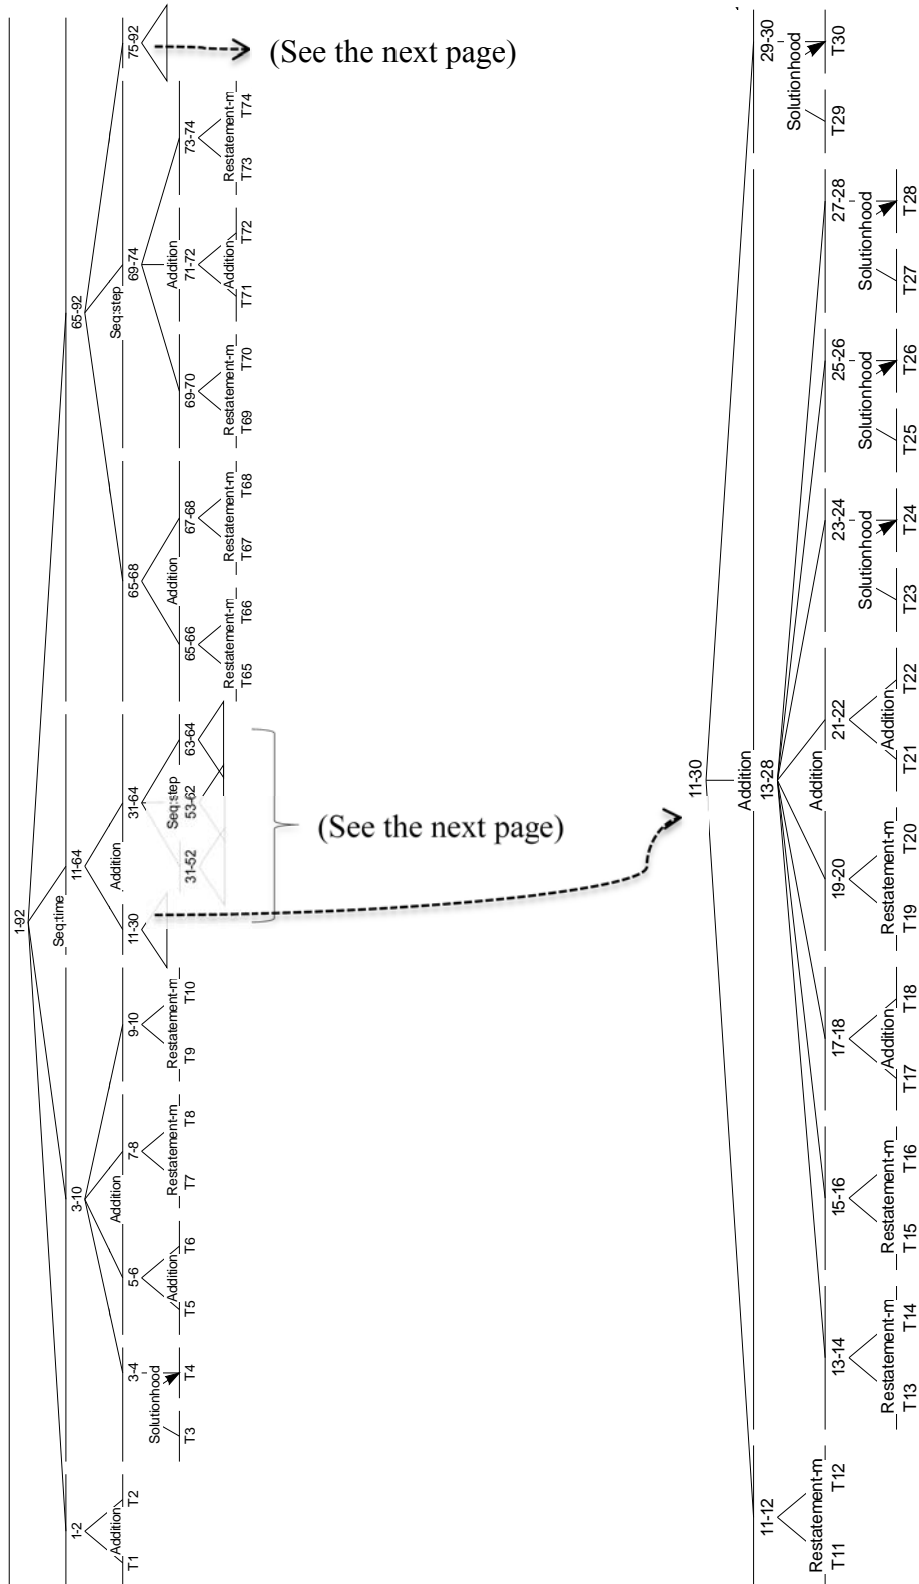 1-92
Seq:time
1-2 3-10 11-64 65-92
Addition Addition Addition Seq:step
T1 T2 3-4 5-6 7-8 9-10 11-30 31-64 65-68 69-74 75-92
Solutionhood Addition Restatement-m Restatement-m Seq:step Addition Addition
T3 T4 T5 T6 T7 T8 T9 T10 31-52 53-62 63-64 65-66 67-68 69-70 71-72 73-74
Restatement-m Restatement-m Restatement-m Addition Restatement-m
T65 T66 T67 T68 T69 T70 T71 T72 T73 T74
(See the next page)
(See the next page)
11-30
Addition
11-12 13-28 29-30
Restatement-m Addition Solutionhood
T11 T12 13-14 15-16 17-18 19-20 21-22 23-24 25-26 27-28 T29 T30
Restatement-m Restatement-m Addition Restatement-m Addition Solutionhood Solutionhood Solutionhood
T13 T14 T15 T16 T17 T18 T19 T20 T21 T22 T23 T24 T25 T26 T27 T28